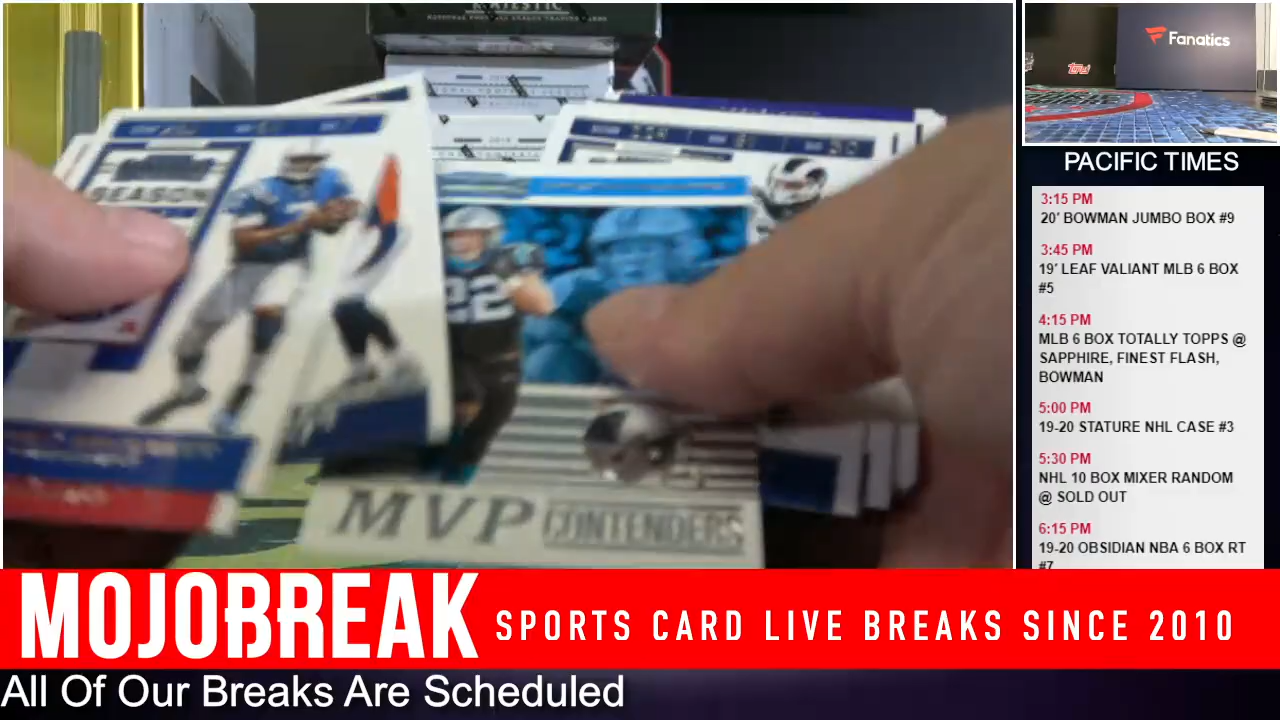 SEASON
22
MVP
CONTENDERS
Fanatics
Topps
PACIFIC TIMES
3:15 PM
20' BOWMAN JUMBO BOX #9
3:45 PM
19' LEAF VALIANT MLB 6 BOX
#5
4:15 PM
MLB 6 BOX TOTALLY TOPPS @
SAPPHIRE, FINEST FLASH,
BOWMAN
5:00 PM
19-20 STATURE NHL CASE #3
5:30 PM
NHL 10 BOX MIXER RANDOM
@ SOLD OUT
6:15 PM
19-20 OBSIDIAN NBA 6 BOX RT
#7
MOJOBREAK SPORTS CARD LIVE BREAKS SINCE 2010
All Of Our Breaks Are Scheduled